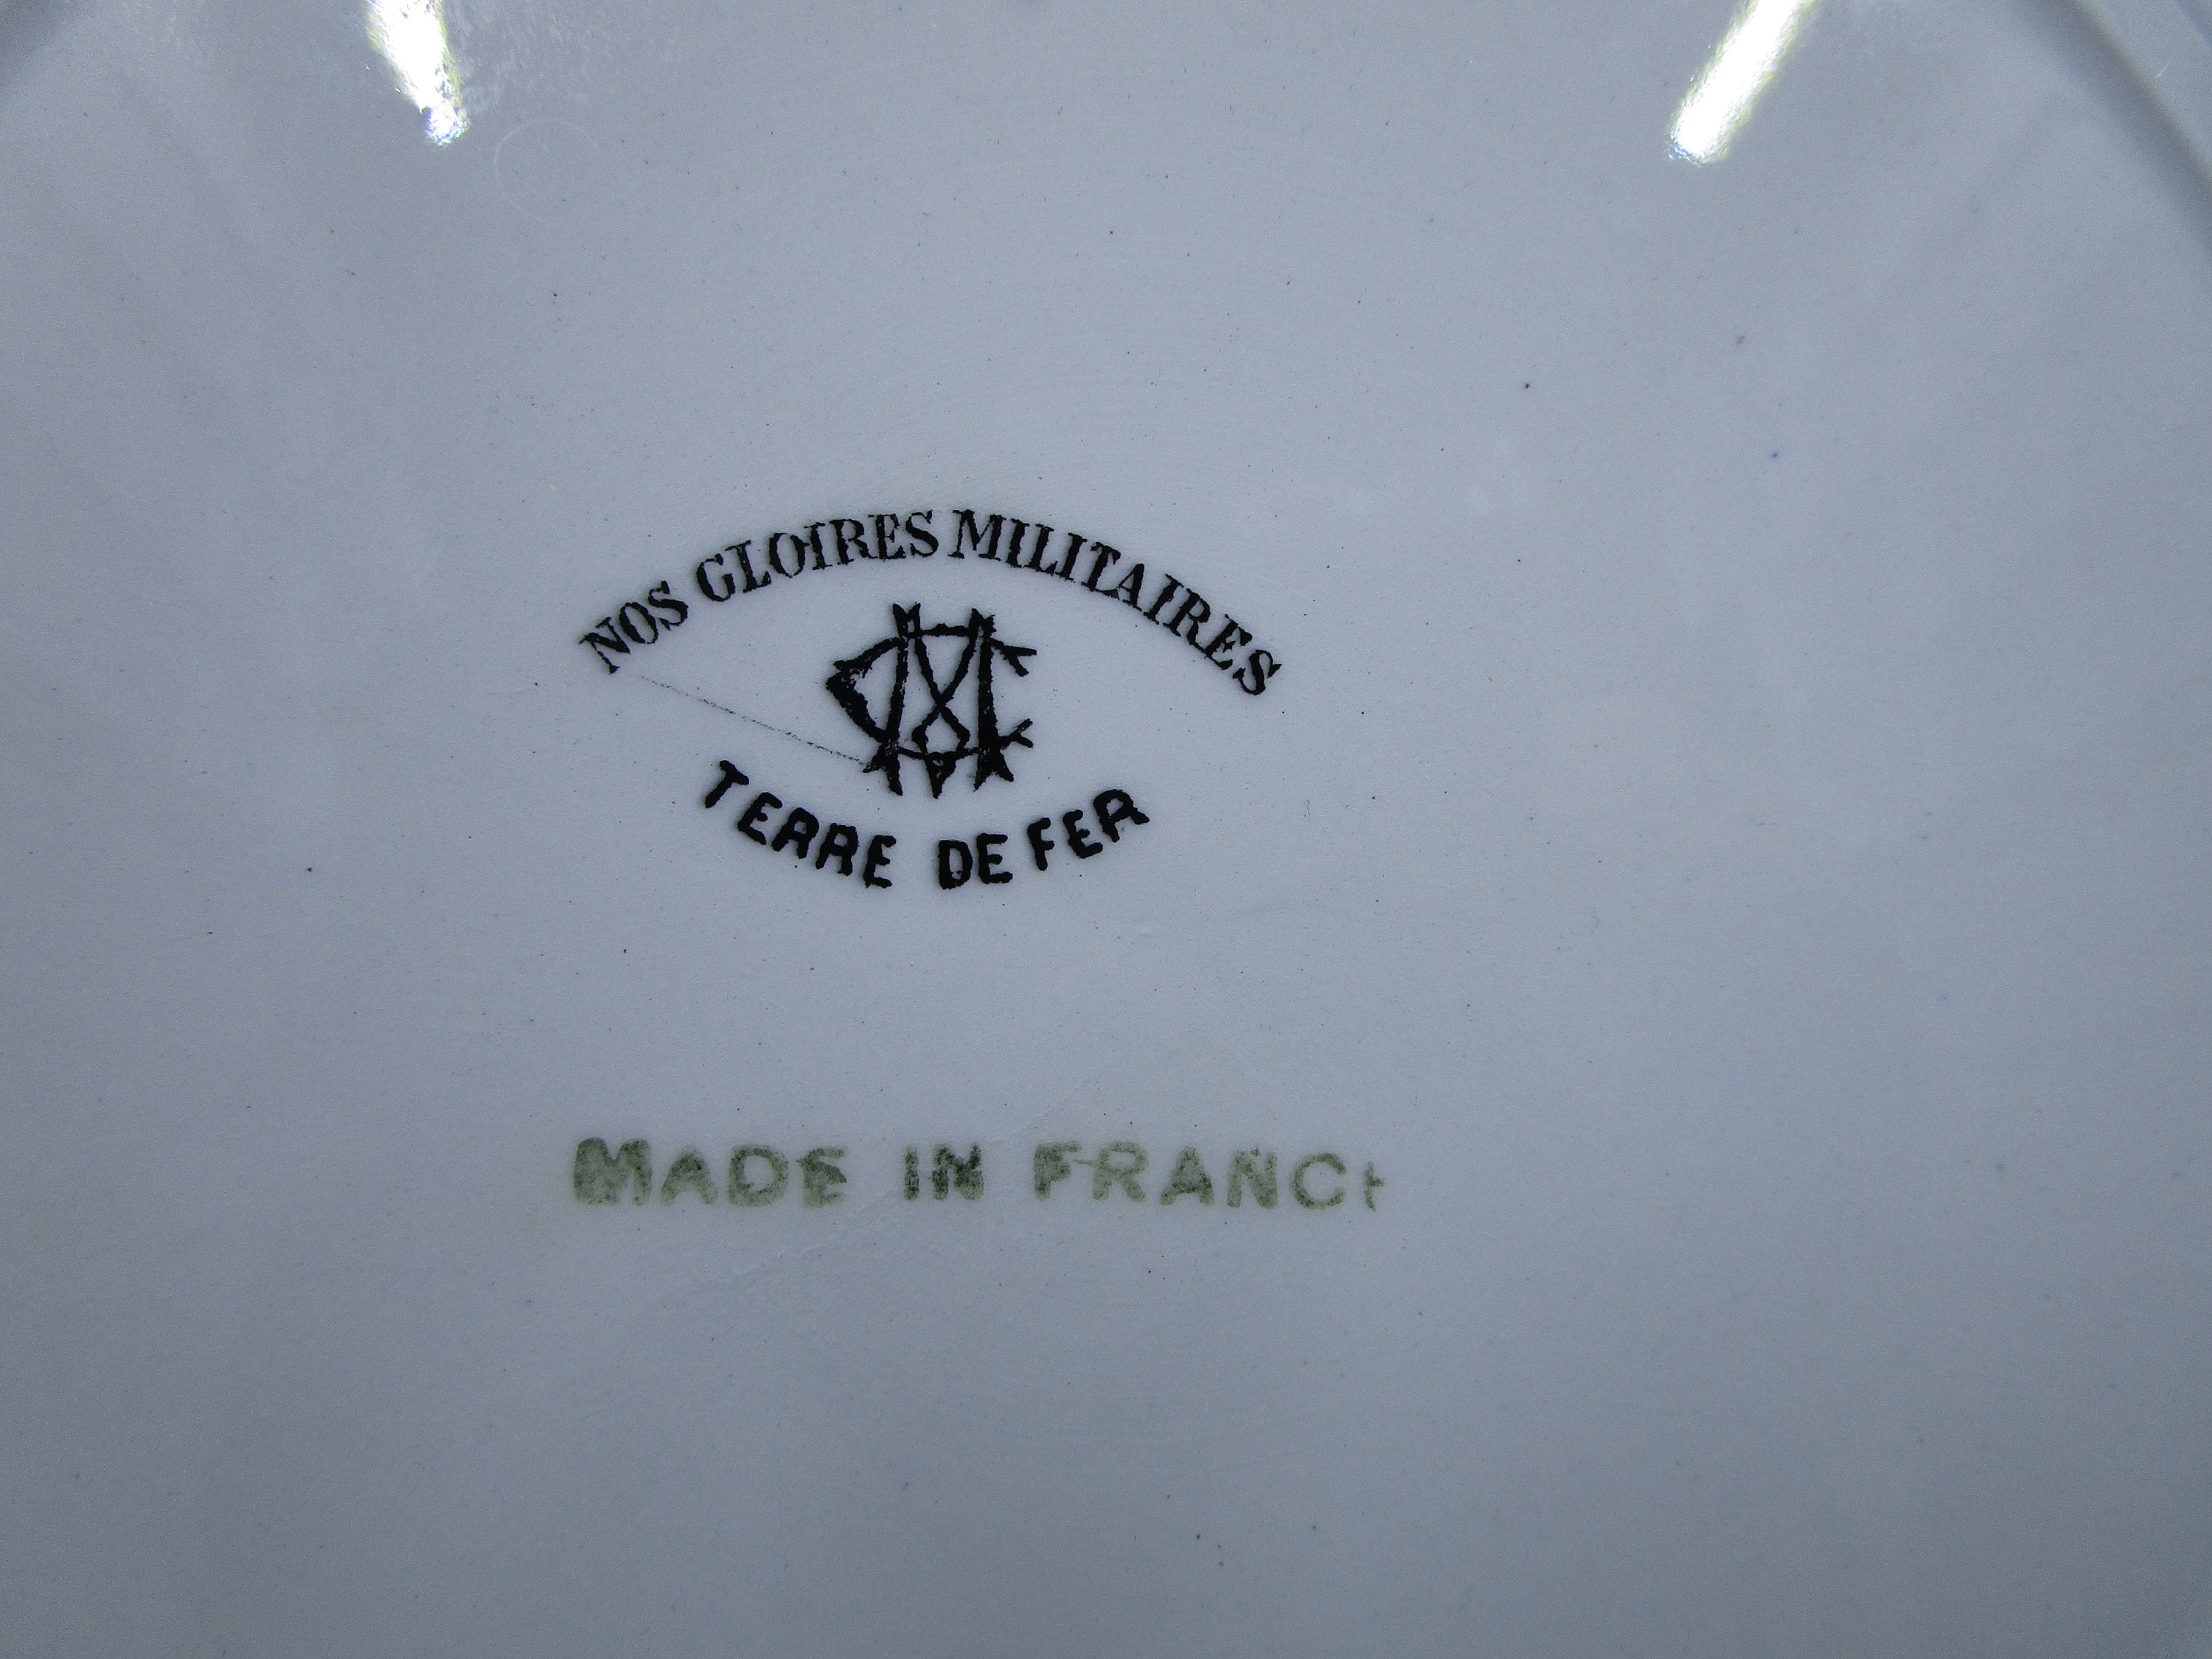 NOS GLOIRES MILITAIRES
TERRE DE FER
MADE IN FRANCE